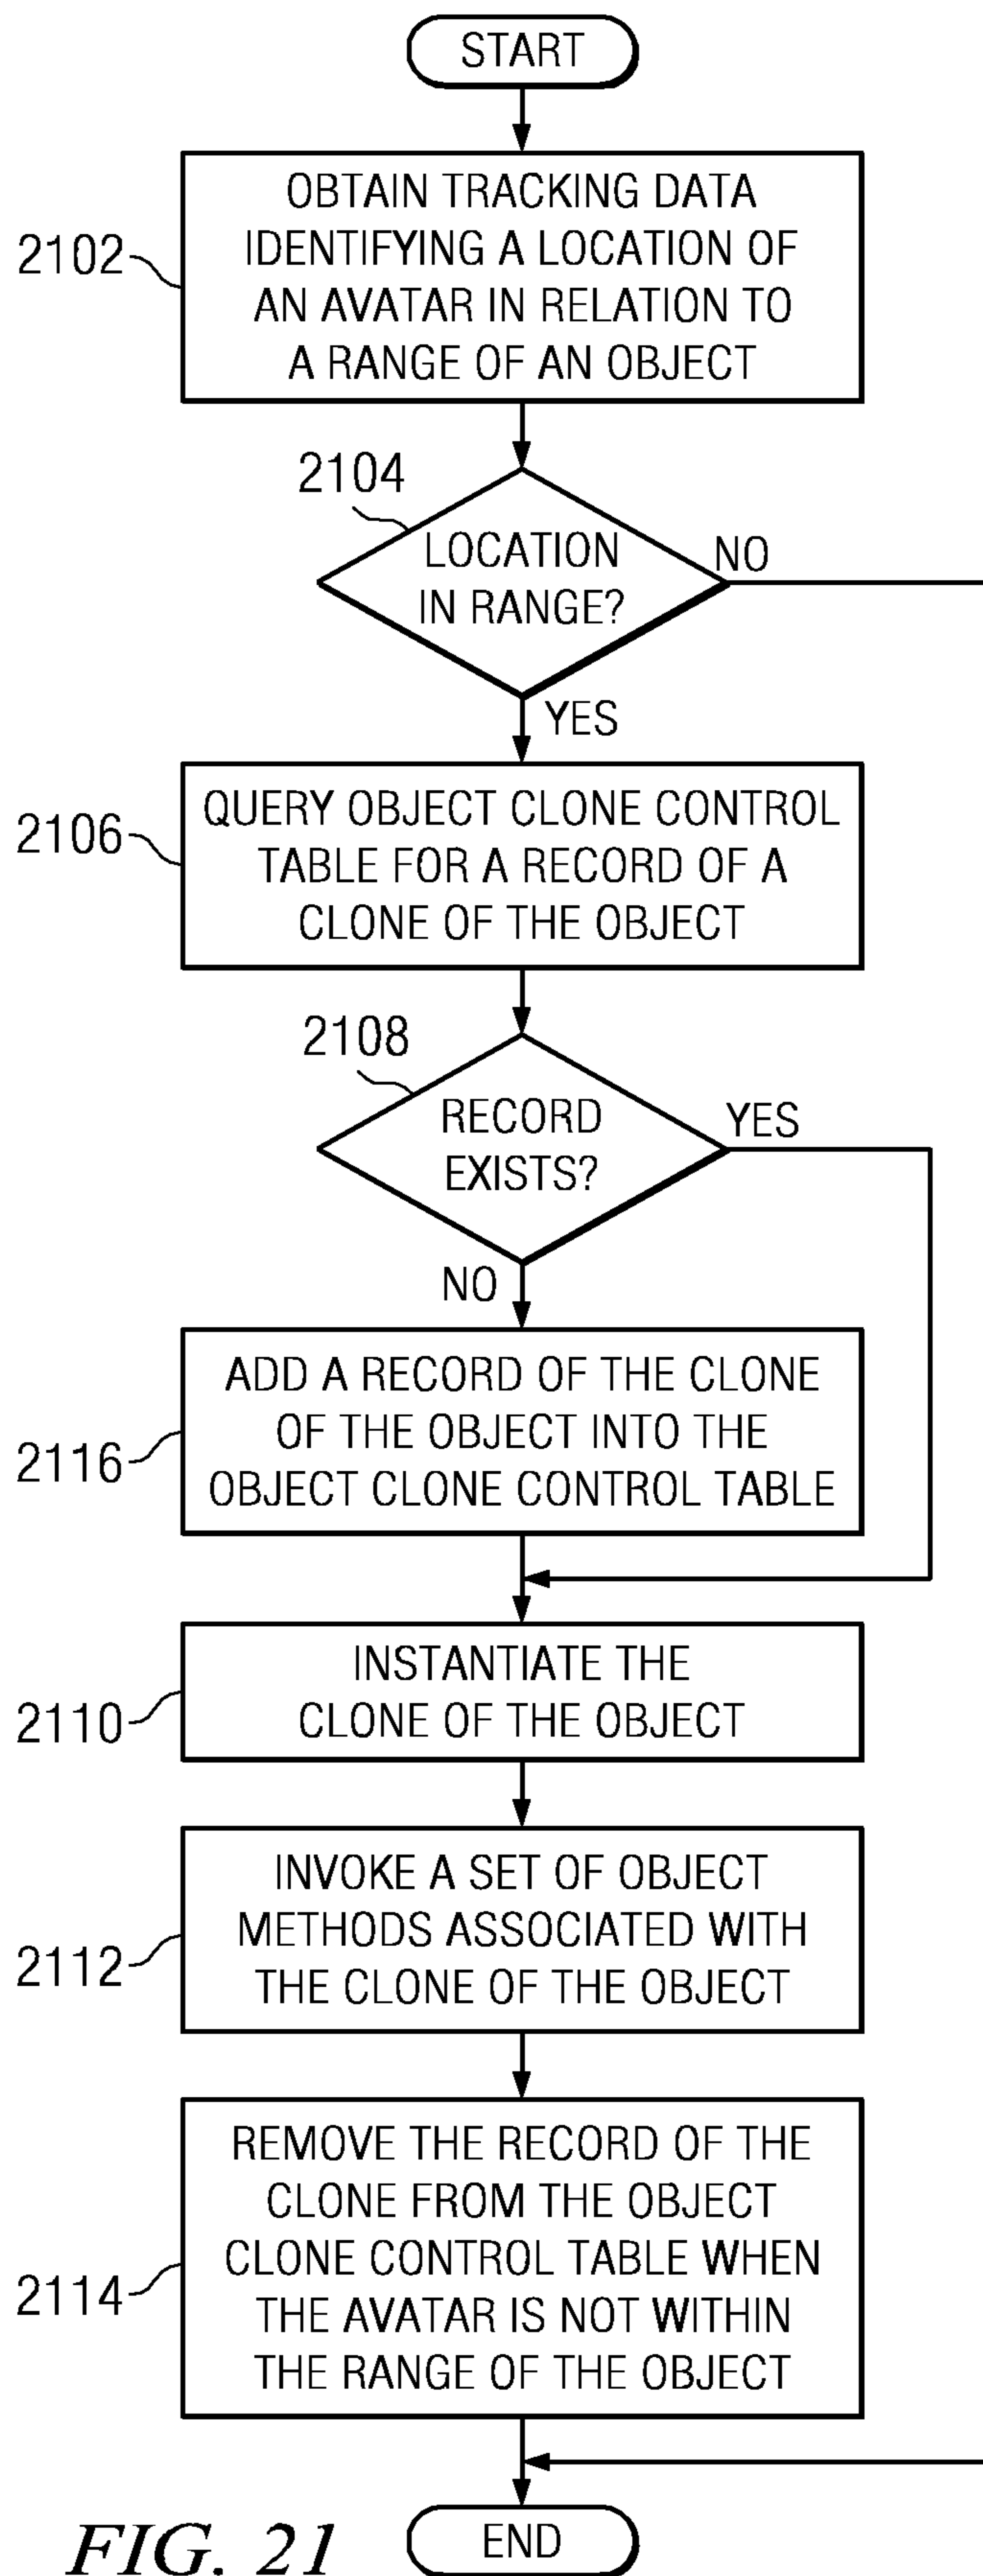 START
OBTAIN TRACKING DATA
IDENTIFYING A LOCATION OF
AN AVATAR IN RELATION TO
A RANGE OF AN OBJECT
2102
2104
LOCATION
IN RANGE?
NO
YES
QUERY OBJECT CLONE CONTROL
TABLE FOR A RECORD OF A
CLONE OF THE OBJECT
2106
2108
RECORD
EXISTS?
YES
NO
ADD A RECORD OF THE CLONE
OF THE OBJECT INTO THE
OBJECT CLONE CONTROL TABLE
2116
INSTANTIATE THE
CLONE OF THE OBJECT
2110
INVOKE A SET OF OBJECT
METHODS ASSOCIATED WITH
THE CLONE OF THE OBJECT
2112
REMOVE THE RECORD OF THE
CLONE FROM THE OBJECT
CLONE CONTROL TABLE WHEN
THE AVATAR IS NOT WITHIN
THE RANGE OF THE OBJECT
2114
END
FIG. 21